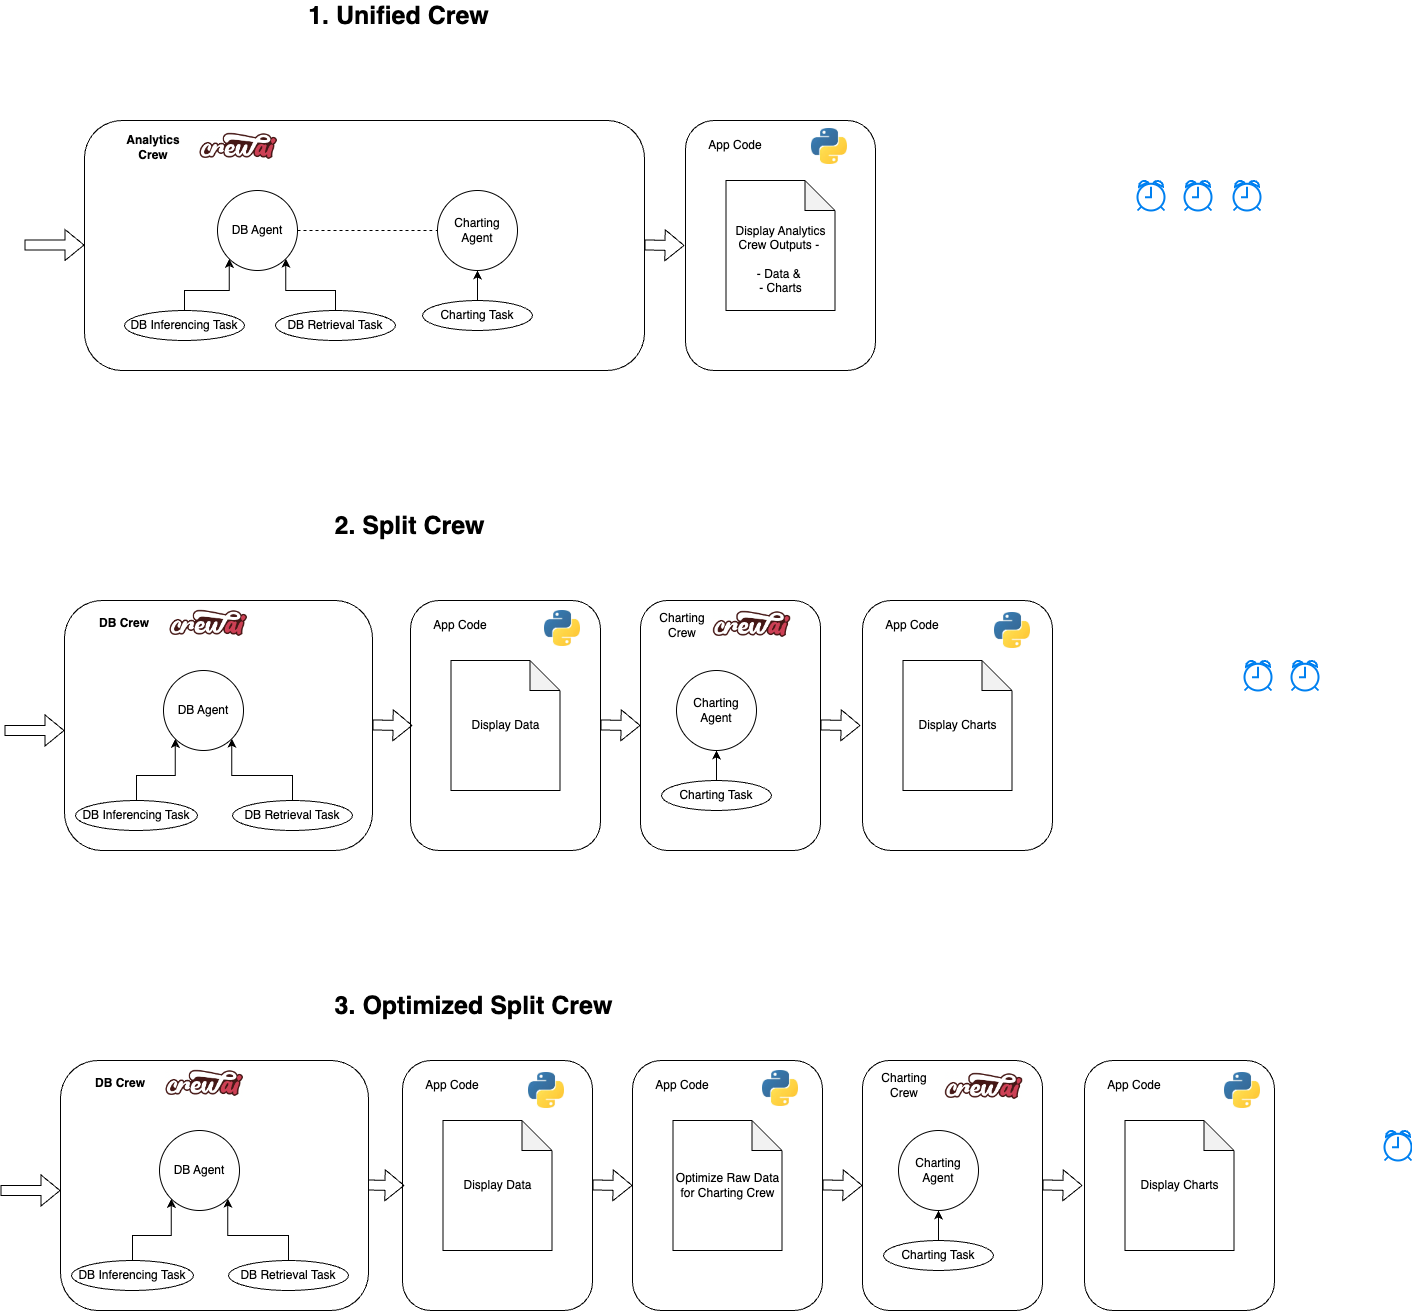 1. Unified Crew
Analytics
Crew
crewai
App Code
DB Agent
Charting
Agent
Display Analytics
Crew Outputs -
- Data &
- Charts
DB Inferencing Task
DB Retrieval Task
Charting Task
2. Split Crew
DB Crew
crewai
App Code
Charting
Crew
crewai
App Code
DB Agent
Display Data
Charting
Agent
Display Charts
DB Inferencing Task
DB Retrieval Task
Charting Task
3. Optimized Split Crew
DB Crew
crewai
App Code
App Code
Charting
Crew
crewai
App Code
DB Agent
Display Data
Optimize Raw Data
for Charting Crew
Charting
Agent
Display Charts
DB Inferencing Task
DB Retrieval Task
Charting Task